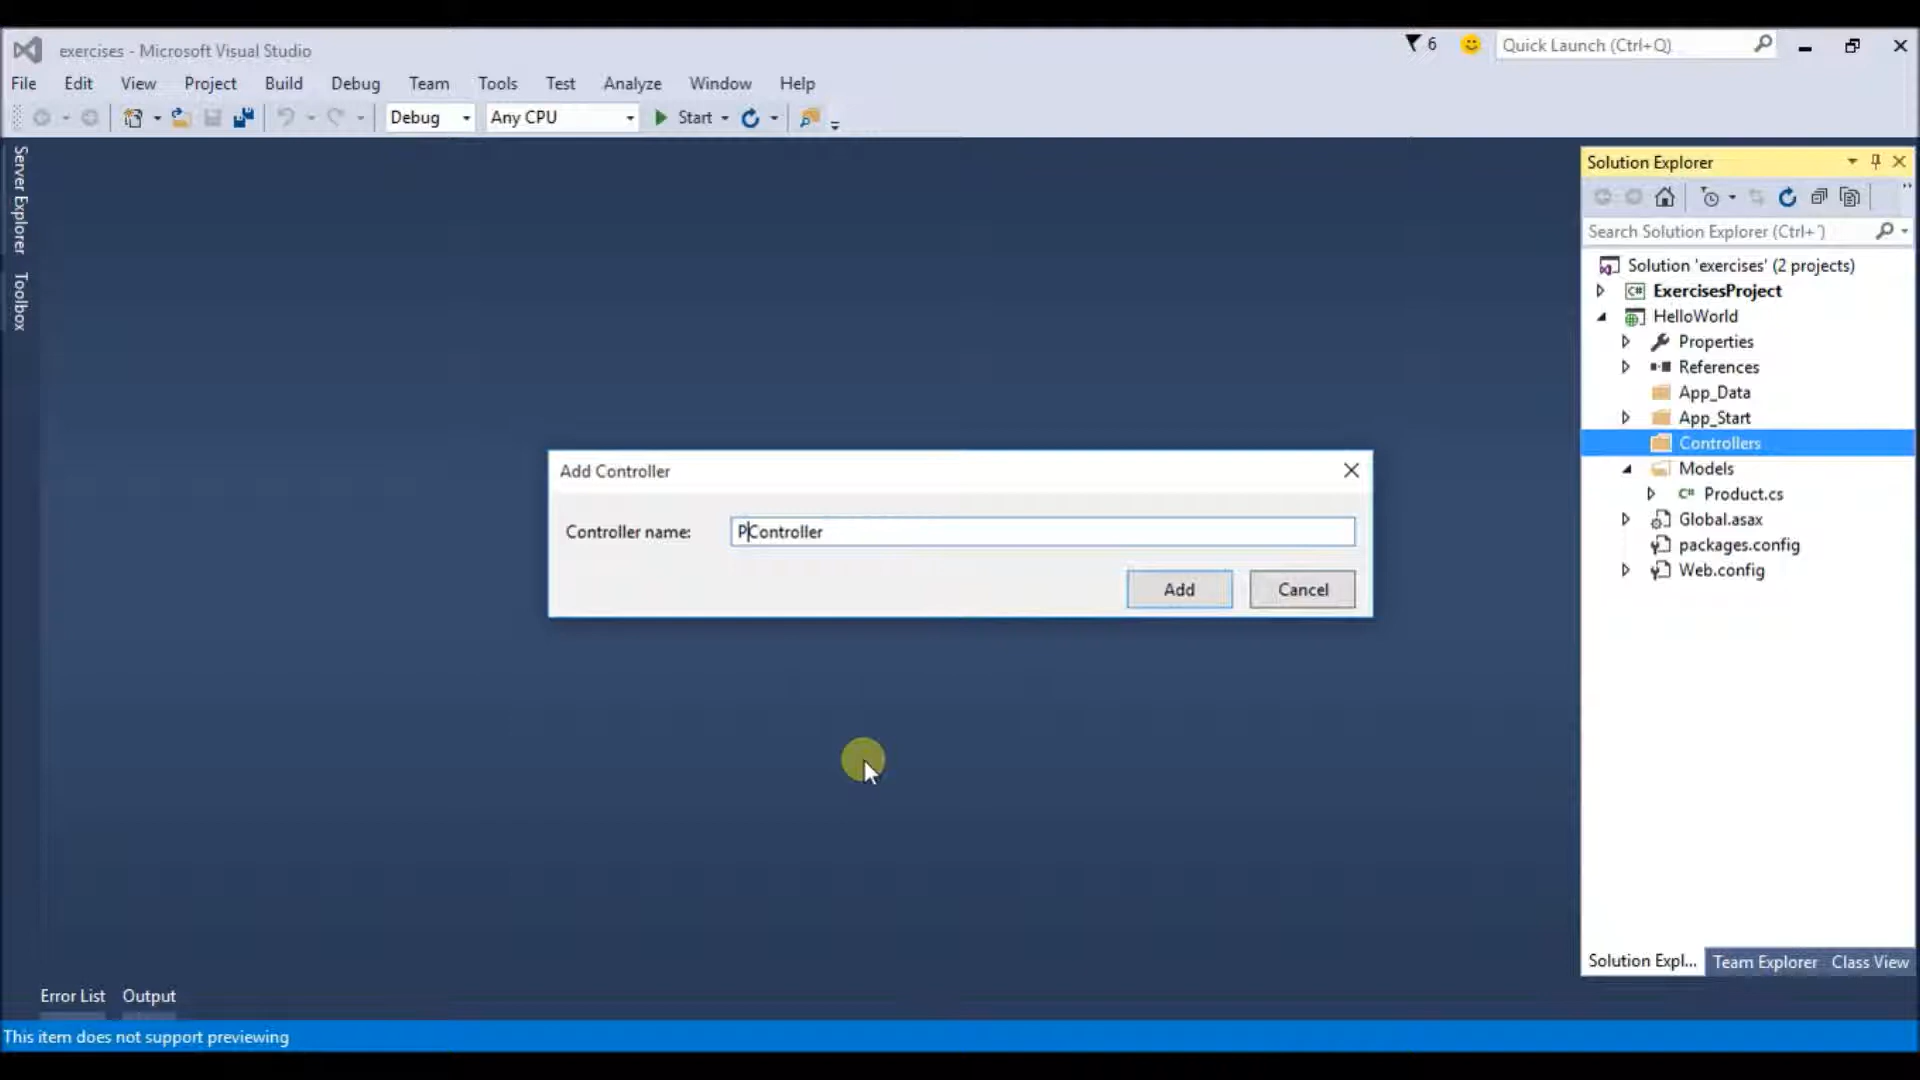 exercises - Microsoft Visual Studio
6
Quick Launch (Ctrl+Q)
File Edit View Project Build Debug Team Tools Test Analyze Window Help
Debug Any CPU Start
Server Explorer
Toolbox
Solution Explorer
Search Solution Explorer (Ctrl+¨)
Solution 'exercises' (2 projects)
C# ExercisesProject
HelloWorld
Properties
References
App_Data
App_Start
Controllers
Models
C# Product.cs
Global.asax
packages.config
Web.config
Add Controller
Controller name: PController
Add Cancel
Solution Expl... Team Explorer Class View
Error List Output
This item does not support previewing